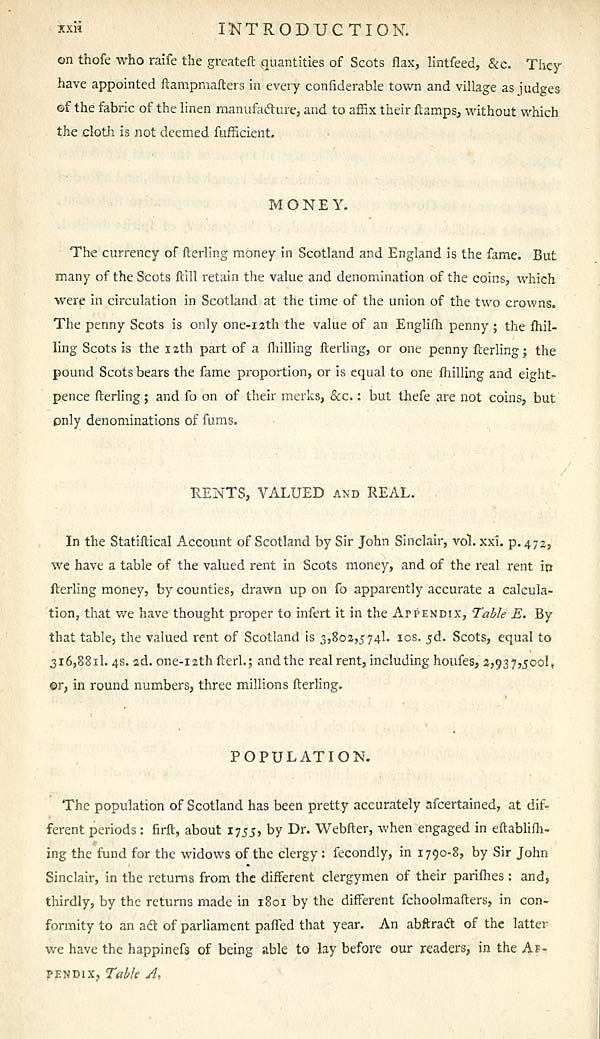 xxii INTRODUCTION.
on thoſe who raiſe the greateſt quantities of Scots flax, lintſeed, &c. They
have appointed ſtampmaſters in every conſiderable town and village as judges
of the fabric of the linen manufacture, and to affix their ſtamps, without which
the cloth is not deemed ſufficient.
MONEY.
The currency of ſterling money in Scotland and England is the ſame. But
many of the Scots ſtill retain the value and denomination of the coins, which
were in circulation in Scotland at the time of the union of the two crowns.
The penny Scots is only one-12th the value of an Engliſh penny; the ſhil-
ling Scots is the 12th part of a ſhilling ſterling, or one penny ſterling; the
pound Scots bears the ſame proportion, or is equal to one ſhilling and eight-
pence ſterling; and ſo on of their merks, &c.: but theſe are not coins, but
only denominations of ſums.
RENTS, VALUED AND REAL.
In the Statiſtical Account of Scotland by Sir John Sinclair, vol. xxi. p. 472,
we have a table of the valued rent in Scots money, and of the real rent in
ſterling money, by counties, drawn up on ſo apparently accurate a calcula-
tion, that we have thought proper to inſert it in the APPENDIX, Table E. By
that table, the valued rent of Scotland is 3,802,574l. 10s. 5d. Scots, equal to
316,881l. 4s. 2d. one-12th ſterl.; and the real rent, including houſes, 2,937,500l,
or, in round numbers, three millions ſterling.
POPULATION.
The population of Scotland has been pretty accurately aſcertained, at dif-
ferent periods: firſt, about 1755, by Dr. Webſter, when engaged in eſtabliſh-
ing the fund for the widows of the clergy: ſecondly, in 1790-8, by Sir John
Sinclair, in the returns from the different clergymen of their pariſhes: and,
thirdly, by the returns made in 1801 by the different ſchoolmaſters, in con-
formity to an act of parliament paſſed that year. An abſtract of the latter
we have the happineſs of being able to lay before our readers, in the AP-
PENDIX, Table A.